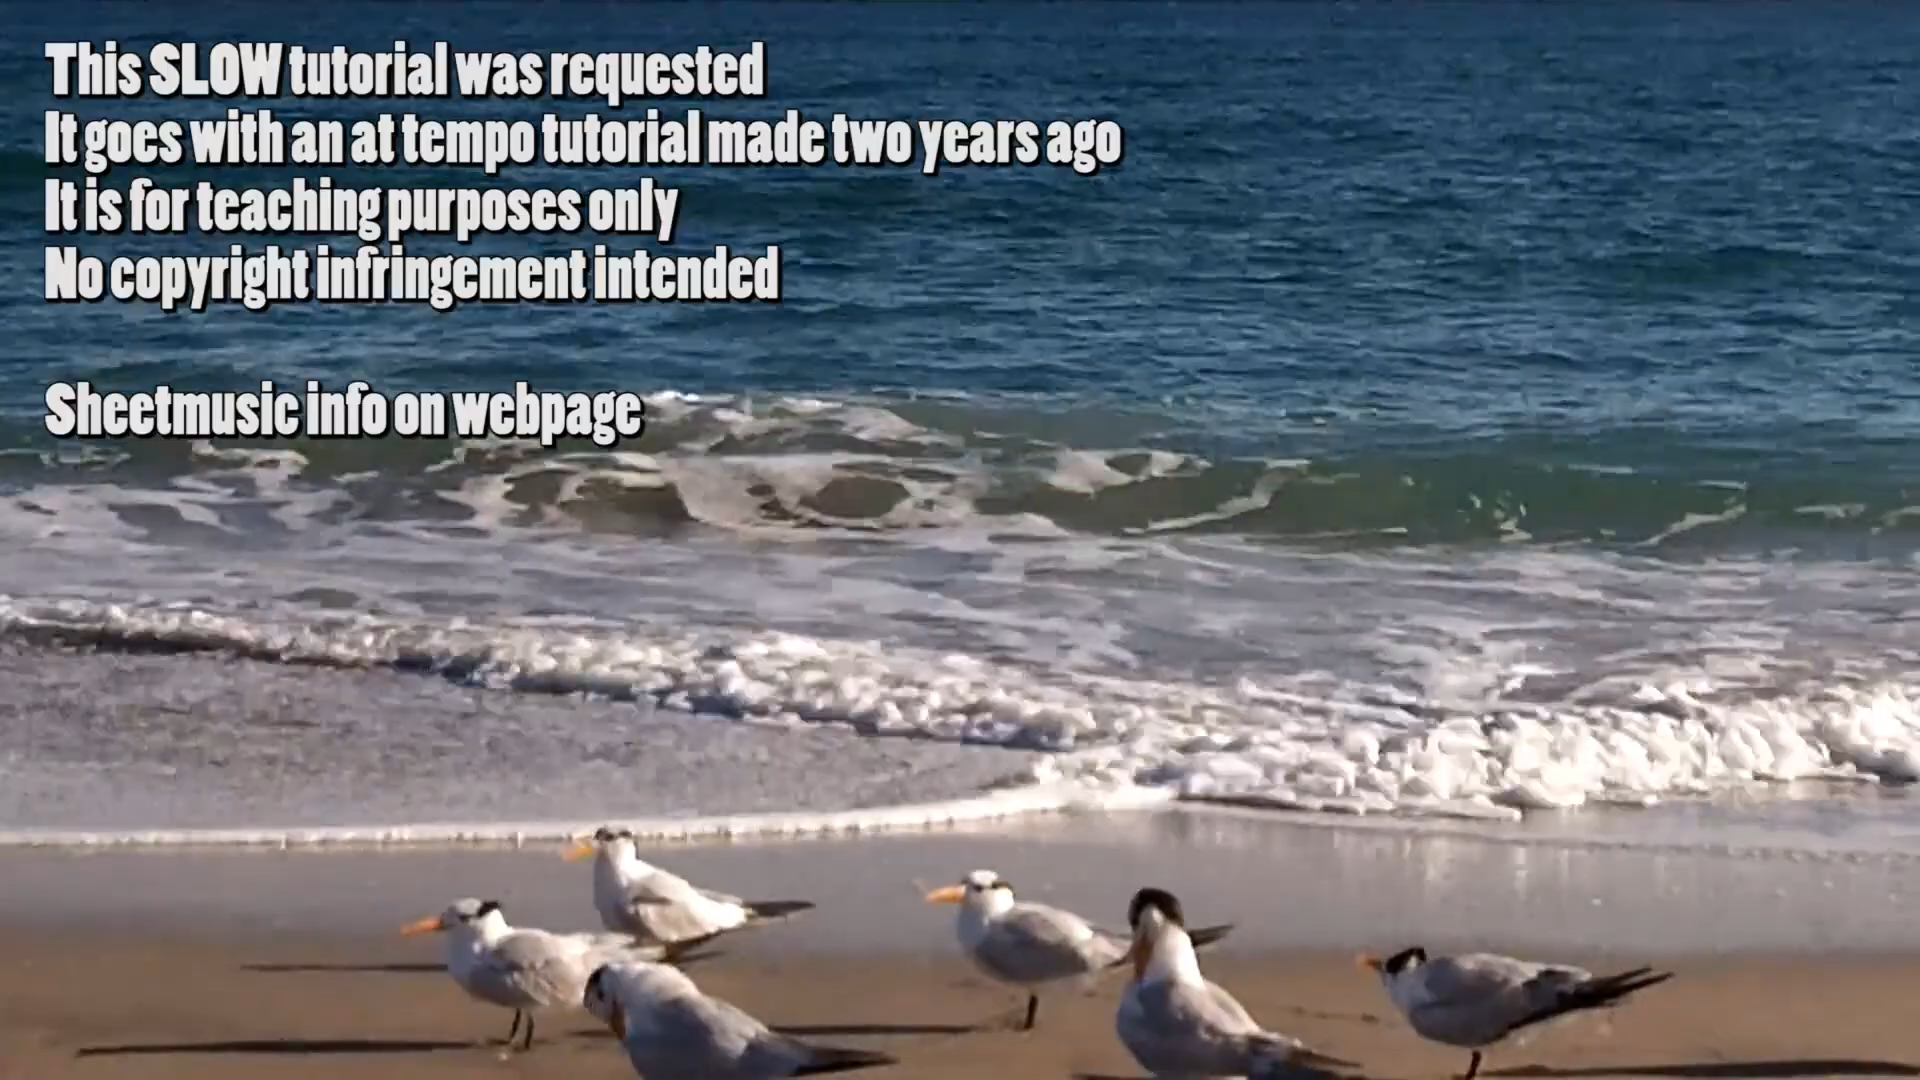 This SLOW tutorial was requested
It goes with an at tempo tutorial made two years ago
It is for teaching purposes only
No copyright infringement intended
Sheetmusic info on webpage